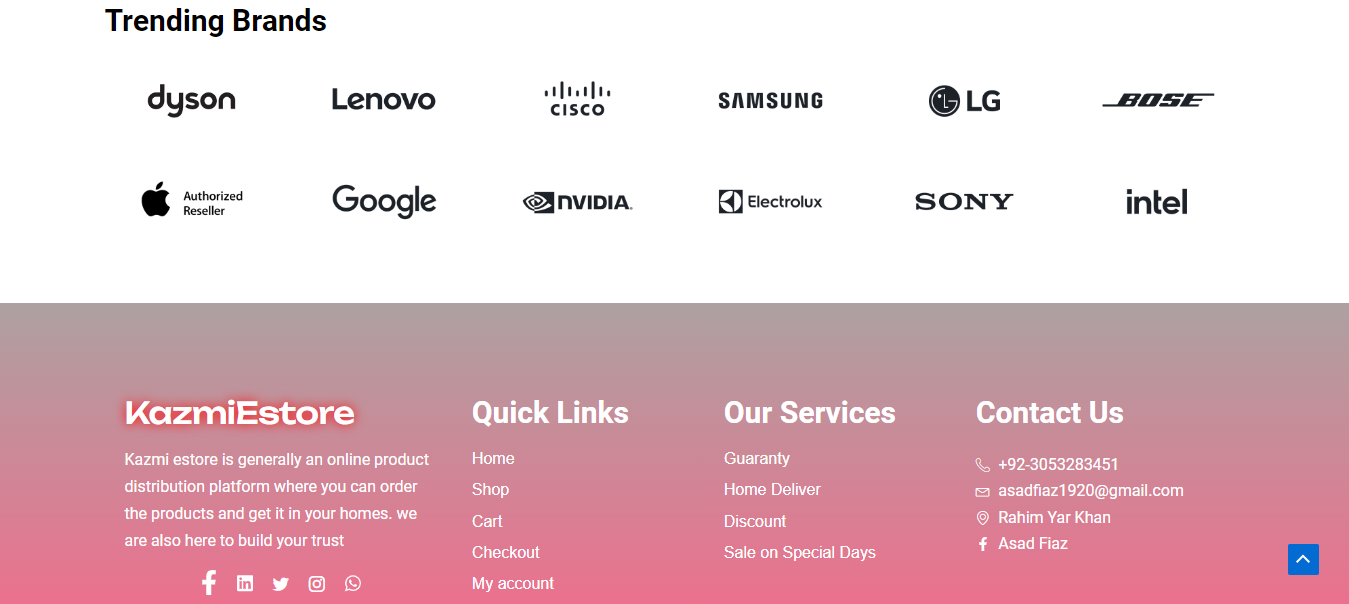 Trending Brands
dyson
Lenovo
CISCO
SAMSUNG
LG
BOSE
Authorized
Reseller
Google
NVIDIA.
Electrolux
SONY
intel
KazmiEstore
Kazmi estore is generally an online product
distribution platform where you can order
the products and get it in your homes. we
are also here to build your trust
Quick Links
Home
Shop
Cart
Checkout
My account
Our Services
Guaranty
Home Deliver
Discount
Sale on Special Days
Contact Us
+92-3053283451
asadfiaz1920@gmail.com
Rahim Yar Khan
Asad Fiaz